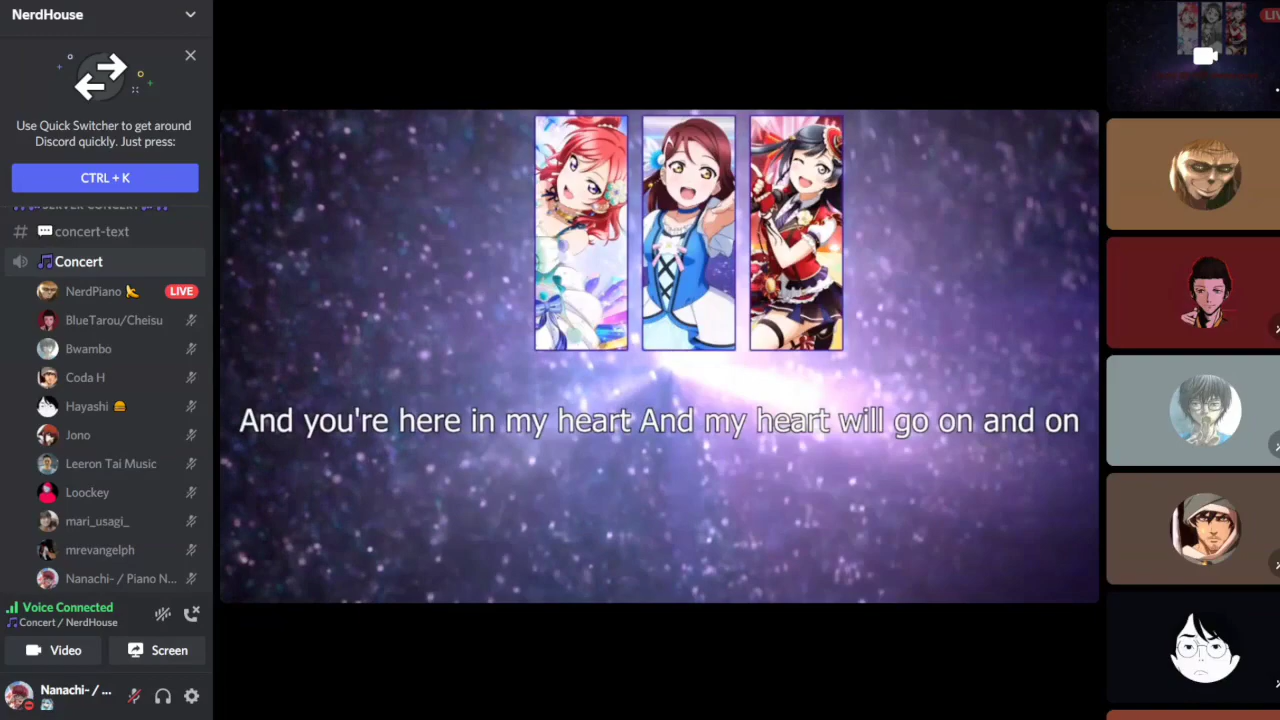 NerdHouse
Use Quick Switcher to get around
Discord quickly. Just press:
CTRL + K
SERVER CONCERT
concert-text
Concert
NerdPiano
LIVE
BlueTarou/Cheisu
Bwambo
Coda H
Hayashi
Jono
Leeron Tai Music
Loockey
mari_usagi_
mrevangelph
Nanachi- / Piano N...
Voice Connected
Concert / NerdHouse
Video
Screen
Nanachi- / ...
And you're here in my heart And my heart will go on and on